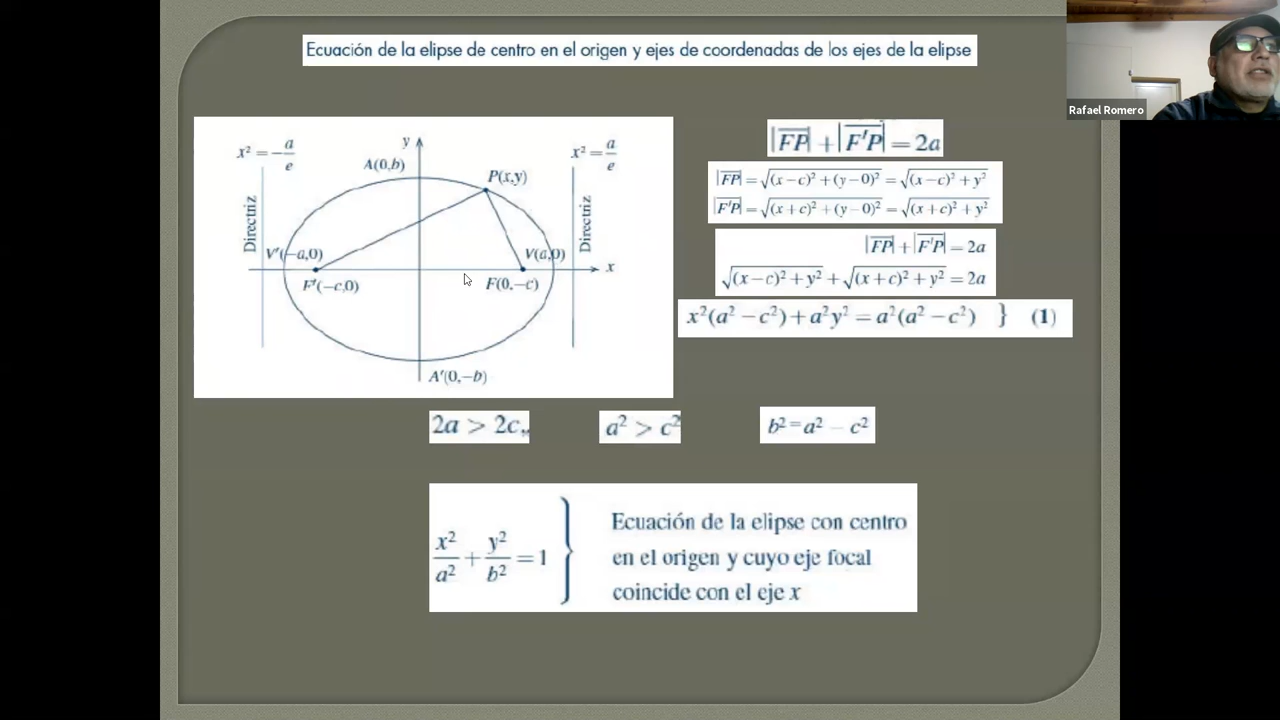 Ecuación de la elipse de centro en el origen y ejes de coordenadas de los ejes de la elipse
Rafael Romero
x² = -a/e
y
A(0,b)
P(x,y)
x² = a/e
Directriz
Directriz
V'(-a,0)
V(a,0)
x
F'(-c,0)
F(0,-c)
A'(0,-b)
|FP| + |F'P| = 2a
|FP| = √(x-c)² + (y-0)² = √(x-c)² + y²
|F'P| = √(x+c)² + (y-0)² = √(x+c)² + y²
|FP| + |F'P| = 2a
√(x-c)² + y² + √(x+c)² + y² = 2a
x²(a² - c²) + a²y² = a²(a² - c²) } (1)
2a > 2c,,
a² > c²
b² = a² - c²
x²/a² + y²/b² = 1 }
Ecuación de la elipse con centro
en el origen y cuyo eje focal
coincide con el eje x